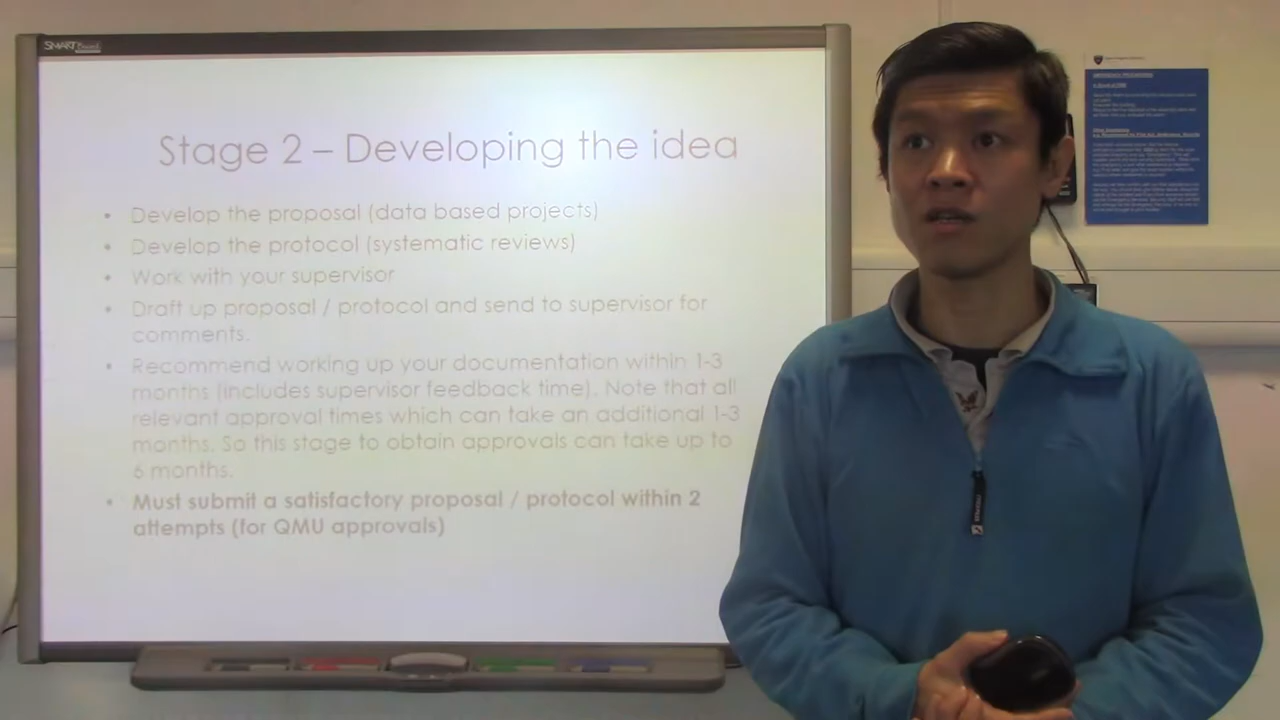 SMART Board
Stage 2 – Developing the idea
• Develop the proposal (data based projects)
• Develop the protocol (systematic reviews)
• Work with your supervisor
• Draft up proposal / protocol and send to supervisor for
comments.
• Recommend working up your documentation within 1-3
months (includes supervisor feedback time). Note that all
relevant approval times which can take an additional 1-3
months. So this stage to obtain approvals can take up to
6 months.
• Must submit a satisfactory proposal / protocol within 2
attempts (for QMU approvals)